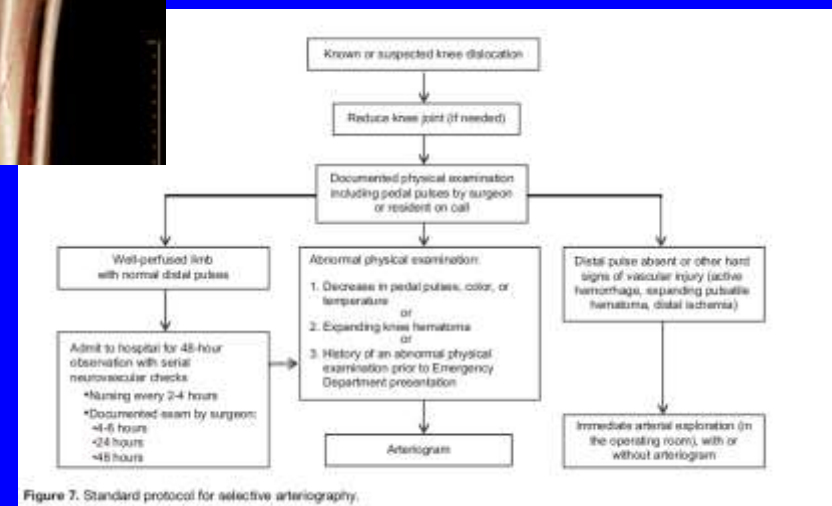 Known or suspected knee dislocation
Reduce knee joint (if needed)
Documented physical examination
including pedal pulses by surgeon
or resident on call
Well-perfused limb
with normal distal pulses
Abnormal physical examination:
1. Decrease in pedal pulses, color, or
temperature
or
2. Expanding knee hematoma
or
3. History of an abnormal physical
examination prior to Emergency
Department presentation
Distal pulse absent or other hard
signs of vascular injury (active
hemorrhage, expanding pulsatile
hematoma, distal ischemia)
Admit to hospital for 48-hour
observation with serial
neurovascular checks
•Nursing every 2-4 hours
•Documented exam by surgeon:
•4-6 hours
•24 hours
•48 hours
Arteriogram
Immediate arterial exploration (in
the operating room), with or
without arteriogram
Figure 7. Standard protocol for selective arteriography.